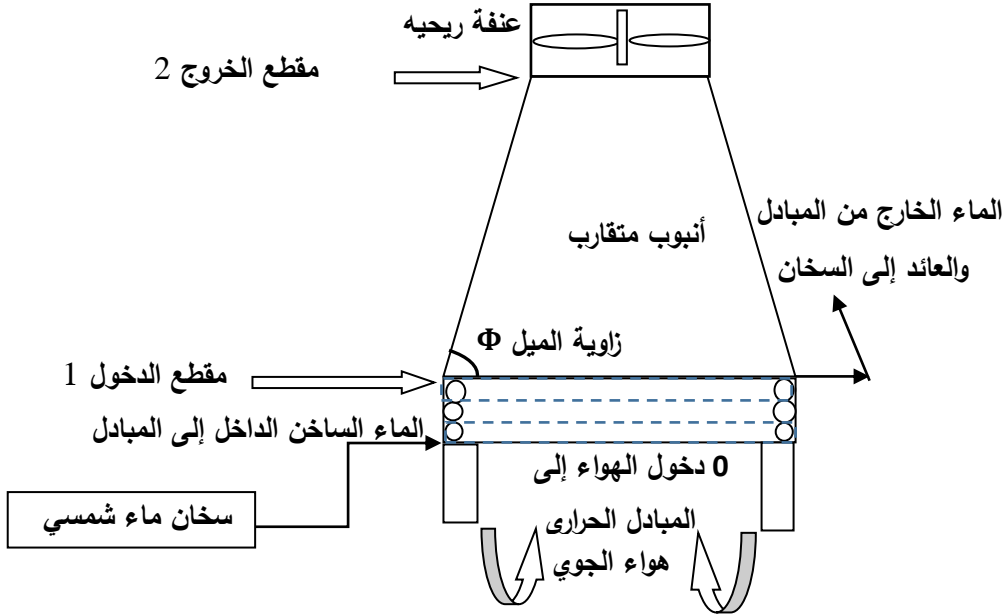 عنفة ريحيه
مقطع الخروج 2
الماء الخارج من المبادل
والعائد إلى السخان
أنبوب متقارب
زاوية الميل Φ
مقطع الدخول 1
الماء الساخن الداخل إلى المبادل
0 دخول الهواء إلى
المبادل الحرارى
هواء الجوي
سخان ماء شمسي